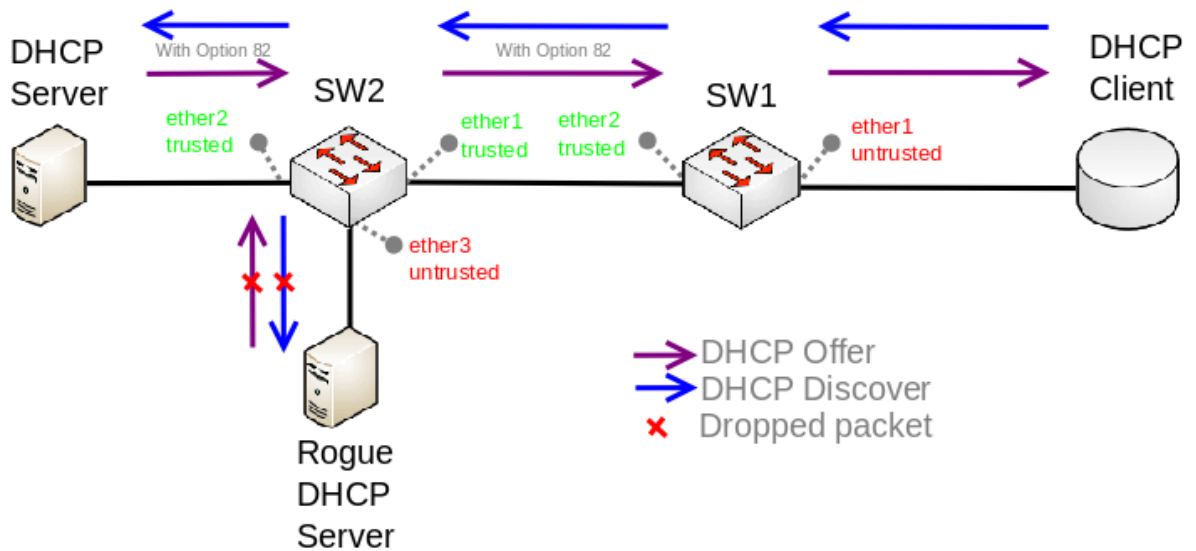 DHCP
Server
With Option 82
SW2
ether2
trusted
ether1
trusted
With Option 82
ether2
trusted
SW1
ether1
untrusted
DHCP
Client
ether3
untrusted
Rogue
DHCP
Server
DHCP Offer
DHCP Discover
Dropped packet